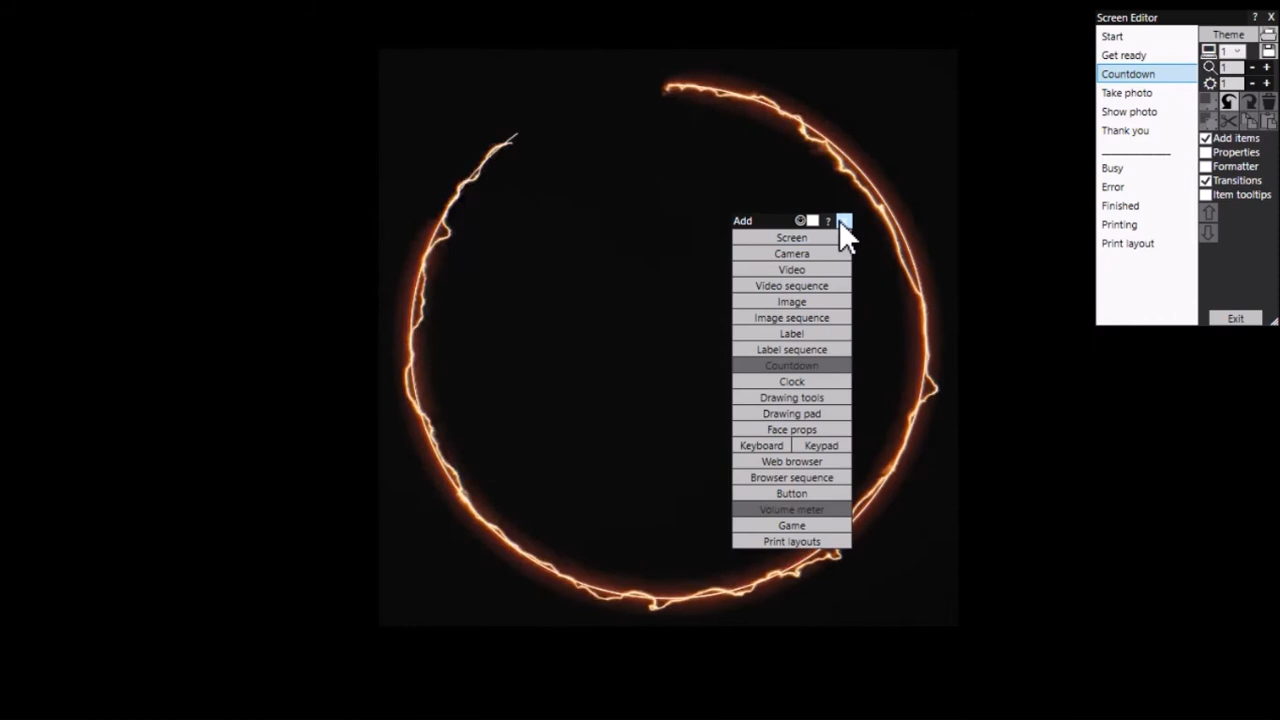 Screen Editor ? X
Start
Get ready
Countdown
Take photo
Show photo
Thank you
Busy
Error
Finished
Printing
Print layout
Theme
1
1 - +
1 - +
Add items
Properties
Formatter
Transitions
Item tooltips
Exit
Add ?
Screen
Camera
Video
Video sequence
Image
Image sequence
Label
Label sequence
Countdown
Clock
Drawing tools
Drawing pad
Face props
Keyboard Keypad
Web browser
Browser sequence
Button
Volume meter
Game
Print layouts